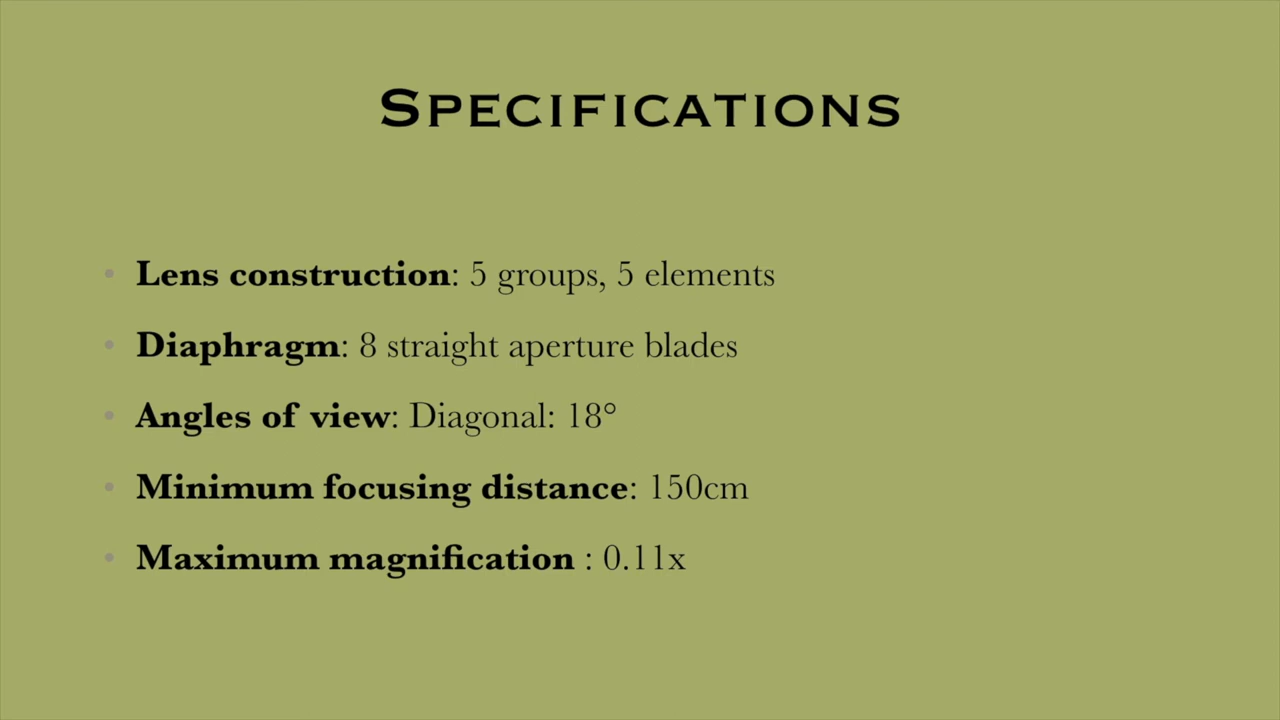 SPECIFICATIONS
• Lens construction: 5 groups, 5 elements
• Diaphragm: 8 straight aperture blades
• Angles of view: Diagonal: 18°
• Minimum focusing distance: 150cm
• Maximum magnification : 0.11x